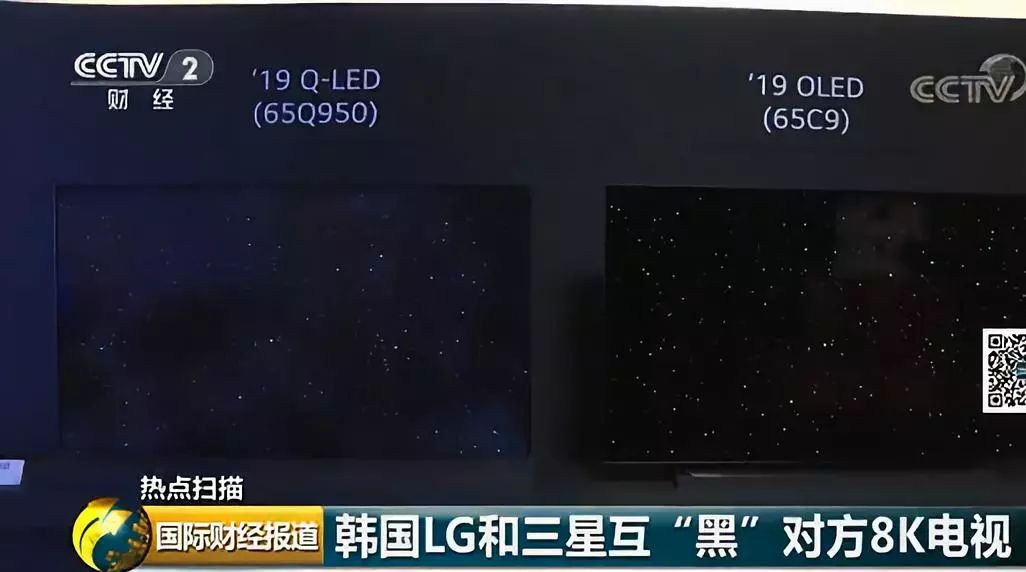 CCTV 2
财 经
'19 Q-LED
(65Q950)
'19 OLED
(65C9)
CCTV
热点扫描
国际财经报道
韩国LG和三星互“黑”对方8K电视